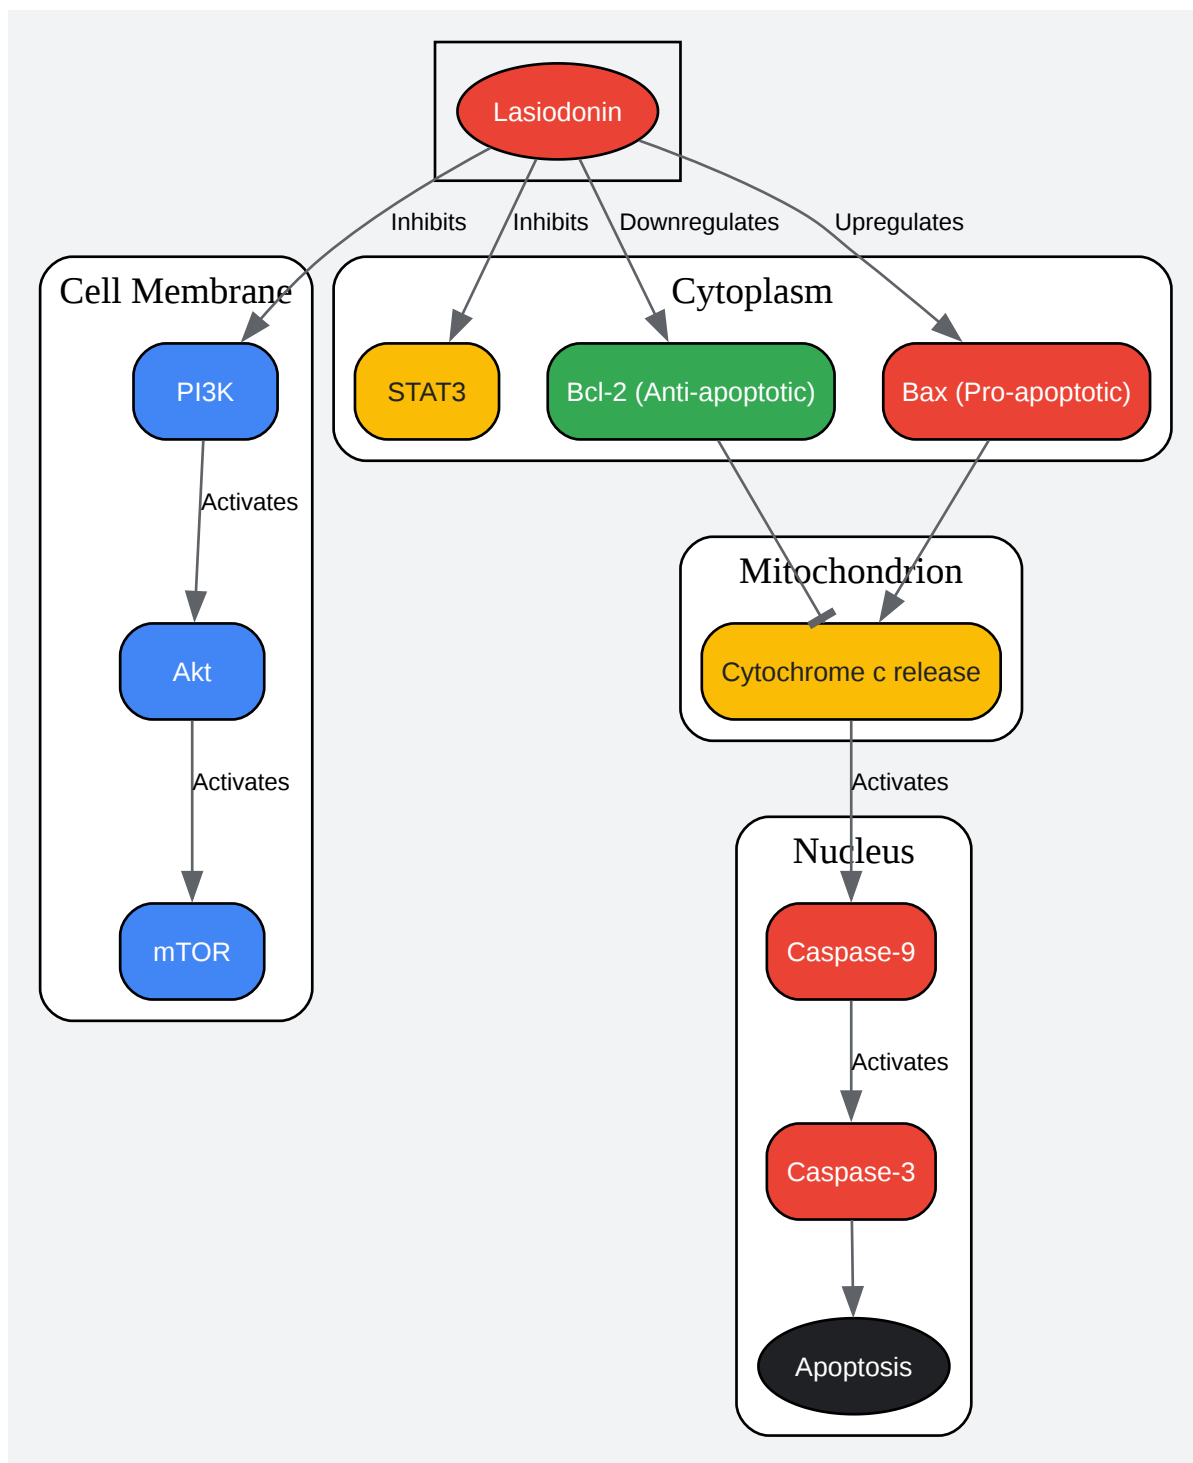 Lasiodonin
Inhibits
Inhibits
Downregulates
Upregulates
Cell Membrane
Cytoplasm
PI3K
STAT3
Bcl-2 (Anti-apoptotic)
Bax (Pro-apoptotic)
Activates
Mitochondrion
Akt
Cytochrome c release
Activates
Activates
Nucleus
mTOR
Caspase-9
Activates
Caspase-3
Apoptosis